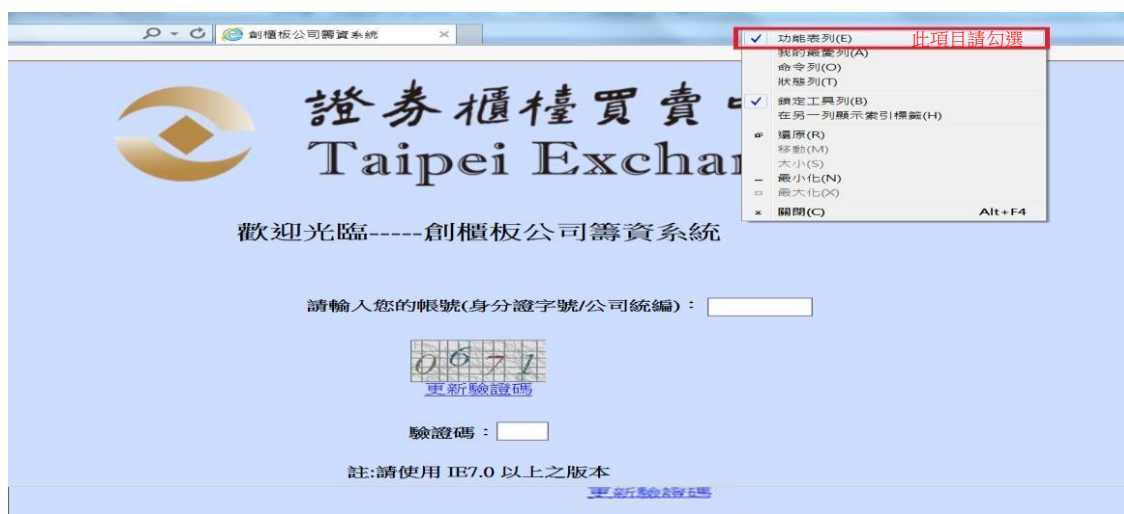 創櫃板公司籌資系統 ×
✓ 功能表列(E) 此項目請勾選
我的最愛列(A)
命令列(O)
狀態列(T)
✓ 鎖定工具列(B)
在另一列顯示索引標籤(H)
還原(R)
移動(M)
大小(S)
最小化(N)
最大化(X)
× 關閉(C) Alt+F4
證券櫃檯買賣
Taipei Excha
歡迎光臨-----創櫃板公司籌資系統
請輸入您的帳號(身分證字號/公司統編)：
0671
更新驗證碼
驗證碼：
註:請使用 IE7.0 以上之版本
更新驗證碼